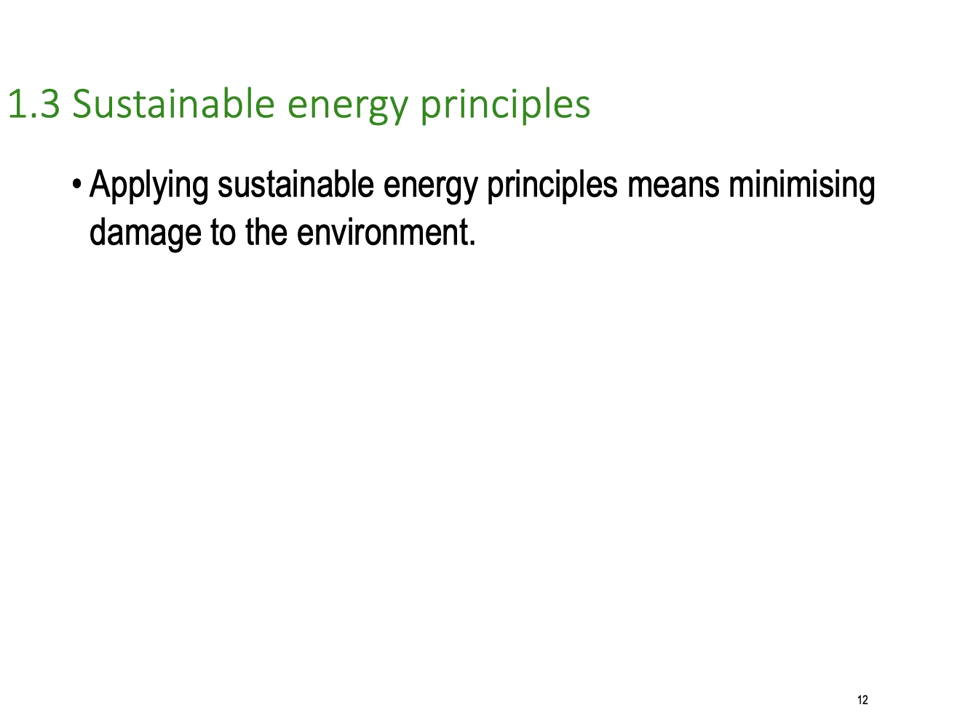 1.3 Sustainable energy principles
• Applying sustainable energy principles means minimising
damage to the environment.
12